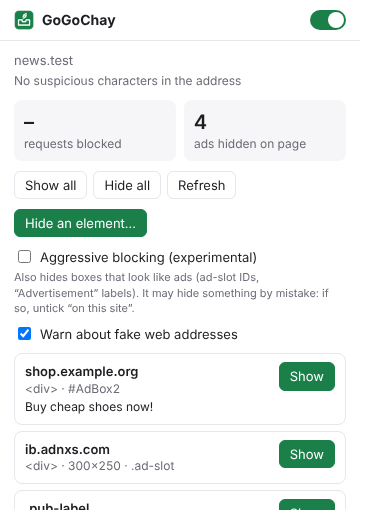 GoGoChay
news.test
No suspicious characters in the address
–
requests blocked
4
ads hidden on page
Show all
Hide all
Refresh
Hide an element...
Aggressive blocking (experimental)
Also hides boxes that look like ads (ad-slot IDs,
“Advertisement” labels). It may hide something by mistake: if
so, untick “on this site”.
Warn about fake web addresses
shop.example.org
Show
<div> · #AdBox2
Buy cheap shoes now!
ib.adnxs.com
Show
<div> · 300×250 · .ad-slot
.pub-label
Show